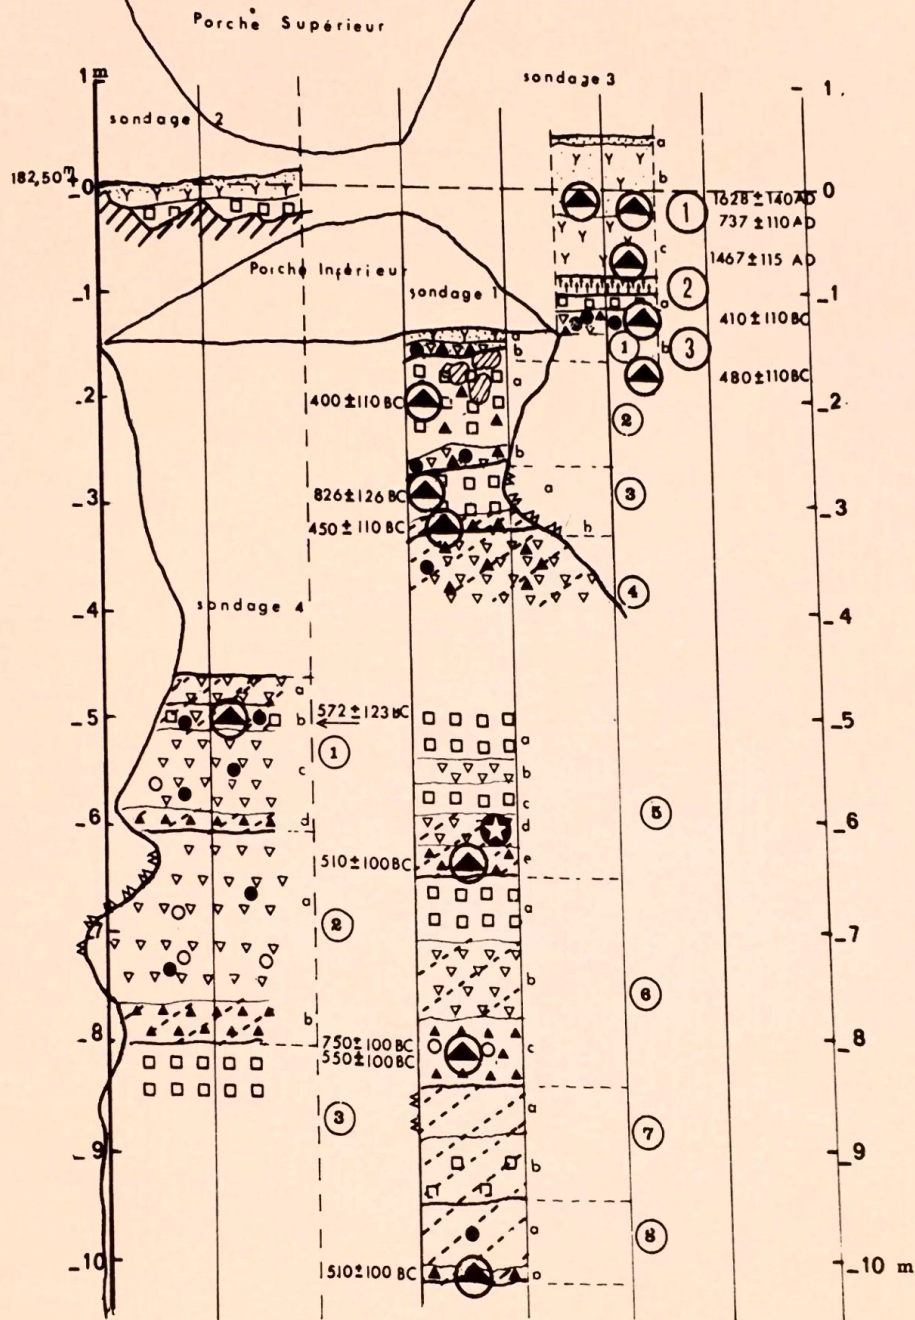 Porche Supérieur
1 m
sondage 3
1.
sondage 2
a
b
182,50 m
0
0
1
1628 ± 140 AD
737 ± 110 AD
c
1467 ± 115 AD
Porche Inférieur
sondage 1
2
-1
-1
a
410 ± 110 BC
a
b
1
b
3
a
480 ± 110 BC
-2
400 ± 110 BC
-2
2
b
826 ± 126 BC
a
3
-3
-3
450 ± 110 BC
b
4
sondage 4
-4
-4
a
572 ± 123 BC
-5
b
-5
1
a
c
b
c
5
-6
d
d
-6
510 ± 100 BC
e
a
2
a
7
-7
b
6
b
-8
750 ± 100 BC
c
-8
550 ± 100 BC
3
a
7
-9
b
-9
a
8
-10
510 ± 100 BC
-10 m